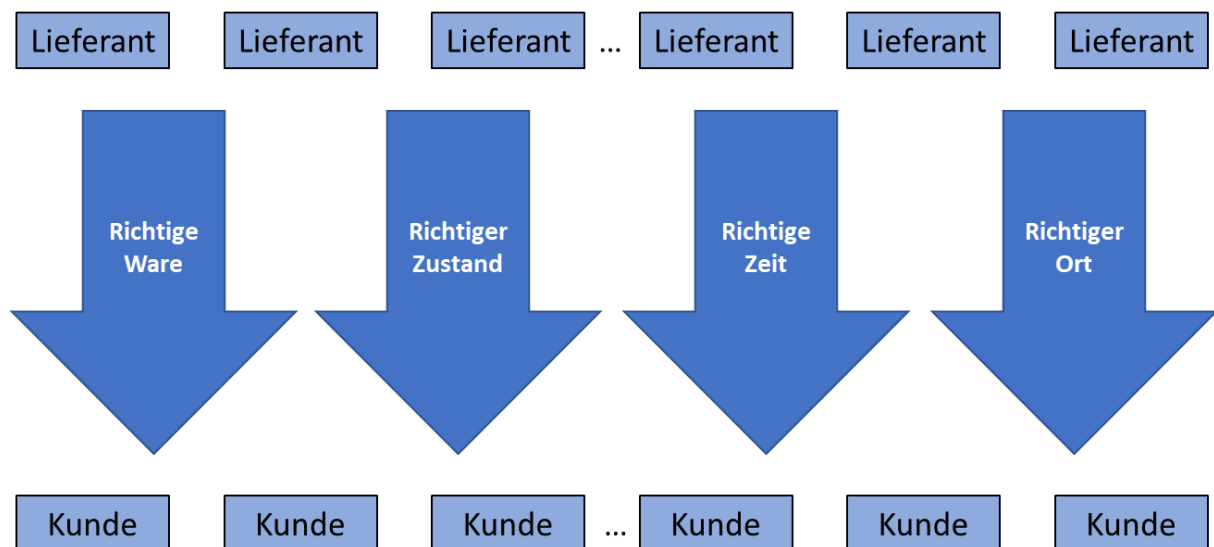 Lieferant Lieferant Lieferant ... Lieferant Lieferant Lieferant
Richtige
Ware
Richtiger
Zustand
Richtige
Zeit
Richtiger
Ort
Kunde Kunde Kunde ... Kunde Kunde Kunde